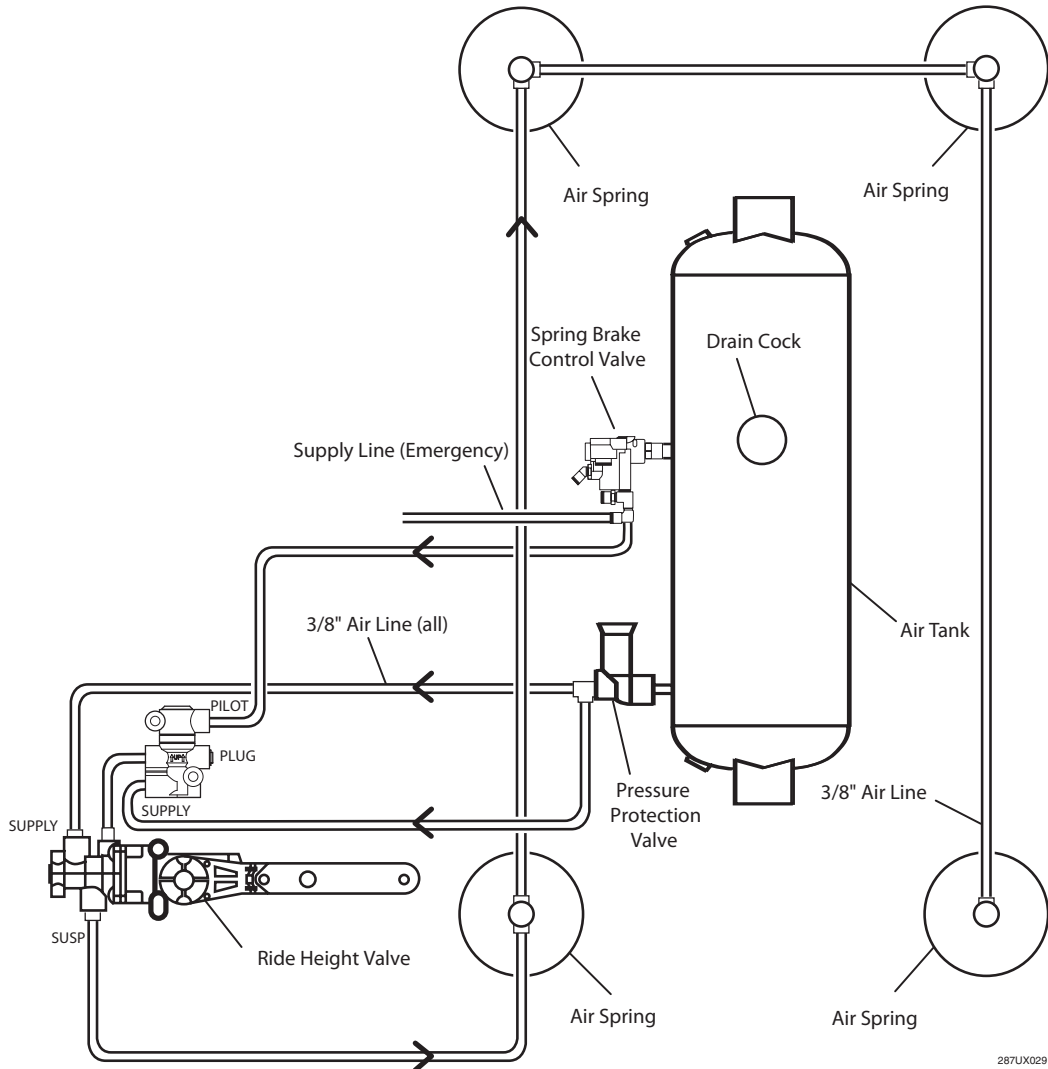 Air Spring
Air Spring
Spring Brake
Control Valve
Drain Cock
Supply Line (Emergency)
3/8" Air Line (all)
Air Tank
PILOT
PLUG
SUPPLY
SUPPLY
Pressure
Protection
Valve
3/8" Air Line
SUSP
Ride Height Valve
Air Spring
Air Spring
287UX029